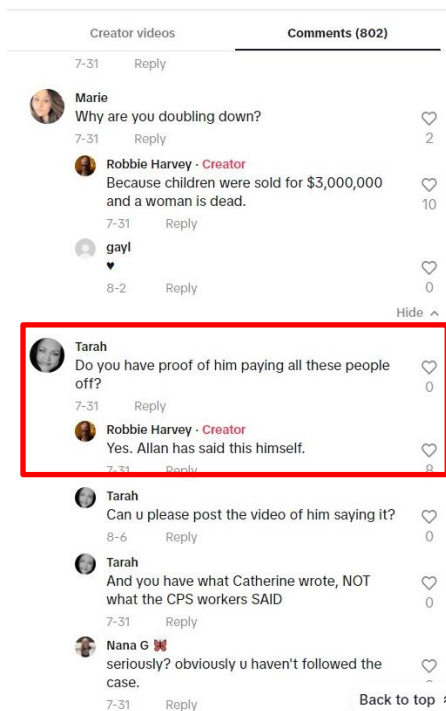 Creator videos Comments (802)
7-31 Reply
Marie
Why are you doubling down?
7-31 Reply 2
Robbie Harvey · Creator
Because children were sold for $3,000,000
and a woman is dead. 10
7-31 Reply
gayl
♥
8-2 Reply 0
Hide
Tarah
Do you have proof of him paying all these people
off? 0
7-31 Reply
Robbie Harvey · Creator
Yes. Allan has said this himself.
7-31 Reply 8
Tarah
Can u please post the video of him saying it?
8-6 Reply 0
Tarah
And you have what Catherine wrote, NOT
what the CPS workers SAID 0
7-31 Reply
Nana G 🦋
seriously? obviously u haven't followed the
case.
7-31 Reply
Back to top